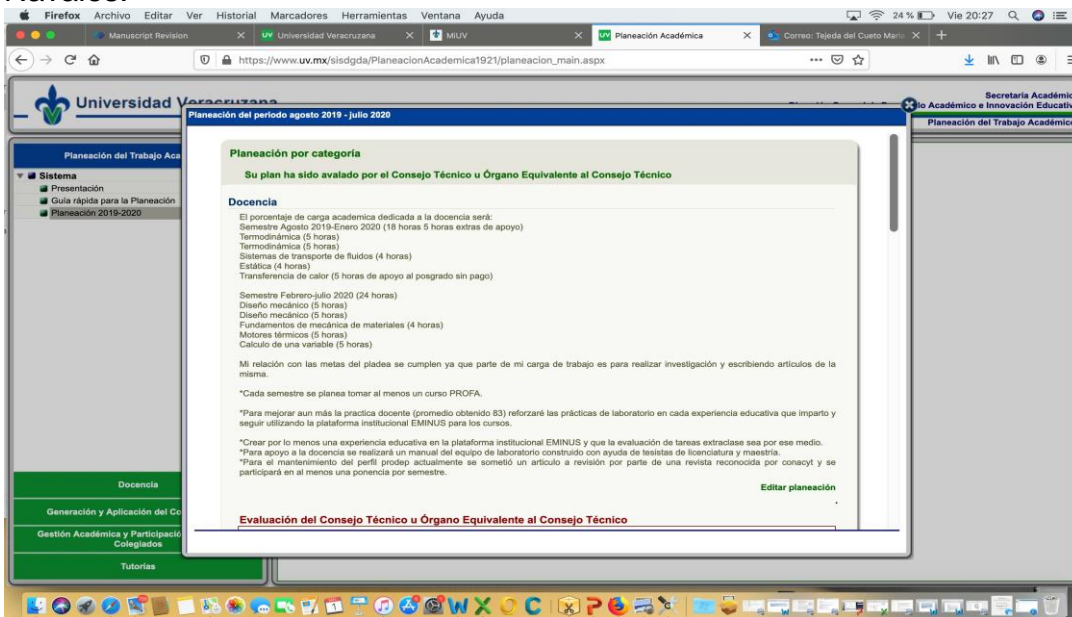 Firefox Archivo Editar Ver Historial Marcadores Herramientas Ventana Ayuda
24 % Vie 20:27
Manuscript Revision
Universidad Veracruzana
MiUV
Planeación Académica
Correo: Tejeda del Cueto Maria
https://www.uv.mx/sisdgda/PlaneacionAcademica1921/planeacion_main.aspx
Universidad Veracruzana
Secretaría Académic
lo Académico e Innovación Educativ
Planeación del Trabajo Académico
Planeación del Trabajo Aca
Sistema
Presentación
Guía rápida para la Planeación
Planeación 2019-2020
Docencia
Generación y Aplicación del Co
Gestión Académica y Participació
Colegiados
Tutorías
Planeación del periodo agosto 2019 - julio 2020
Planeación por categoría
Su plan ha sido avalado por el Consejo Técnico u Órgano Equivalente al Consejo Técnico
Docencia
El porcentaje de carga academica dedicada a la docencia será:
Semestre Agosto 2019-Enero 2020 (18 horas 5 horas extras de apoyo)
Termodinámica (5 horas)
Termodinámica (5 horas)
Sistemas de transporte de fluidos (4 horas)
Estática (4 horas)
Transferencia de calor (5 horas de apoyo al posgrado sin pago)
Semestre Febrero-julio 2020 (24 horas)
Diseño mecánico (5 horas)
Diseño mecánico (5 horas)
Fundamentos de mecánica de materiales (4 horas)
Motores térmicos (5 horas)
Calculo de una variable (5 horas)
Mi relación con las metas del pladea se cumplen ya que parte de mi carga de trabajo es para realizar investigación y escribiendo artículos de la
misma.
*Cada semestre se planea tomar al menos un curso PROFA.
*Para mejorar aun más la practica docente (promedio obtenido 83) reforzaré las prácticas de laboratorio en cada experiencia educativa que imparto y
seguir utilizando la plataforma institucional EMINUS para los cursos.
*Crear por lo menos una experiencia educativa en la plataforma institucional EMINUS y que la evaluación de tareas extraclase sea por ese medio.
*Para apoyo a la docencia se realizará un manual del equipo de laboratorio construido con ayuda de tesistas de licenciatura y maestría.
*Para el mantenimiento del perfil prodep actualmente se sometió un articulo a revisión por parte de una revista reconocida por conacyt y se
participará en al menos una ponencia por semestre.
Editar planeación
Evaluación del Consejo Técnico u Órgano Equivalente al Consejo Técnico